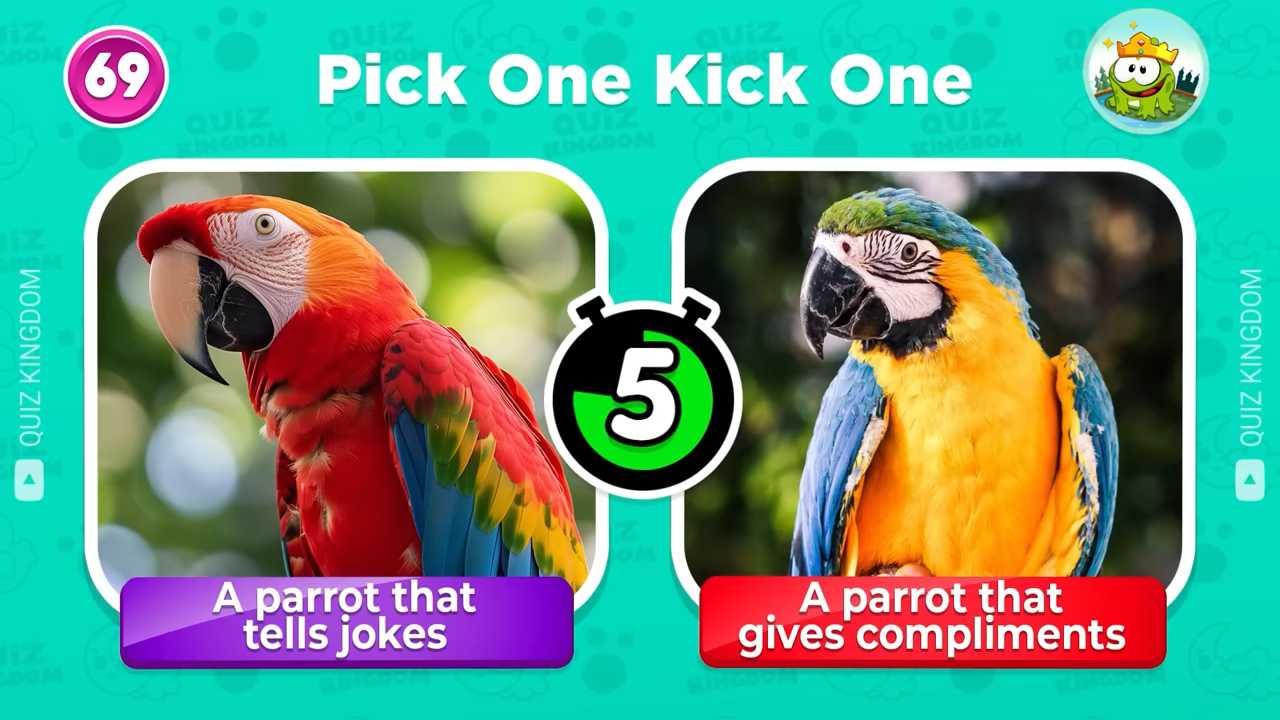 69
Pick One Kick One
QUIZ KINGDOM
5
QUIZ KINGDOM
A parrot that
tells jokes
A parrot that
gives compliments